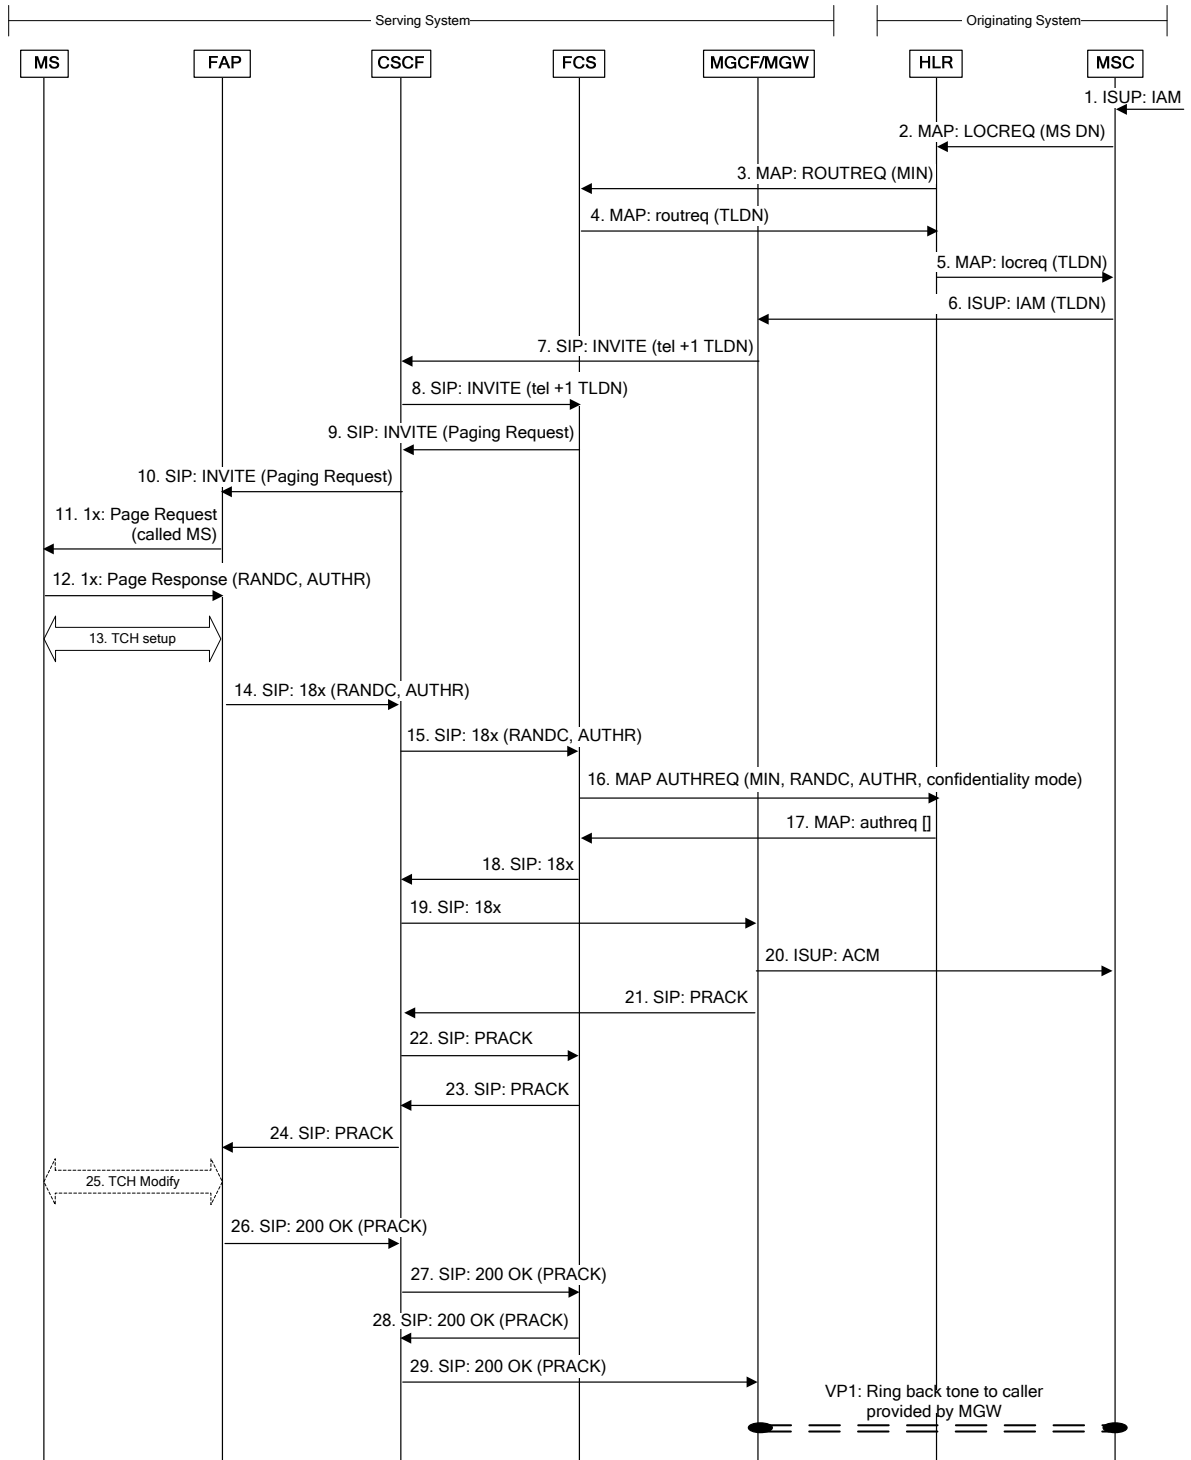 Serving System
Originating System
MS
FAP
CSCF
FCS
MGCF/MGW
HLR
MSC
1. ISUP: IAM
2. MAP: LOCREQ (MS DN)
3. MAP: ROUTREQ (MIN)
4. MAP: routreq (TLDN)
5. MAP: locreq (TLDN)
6. ISUP: IAM (TLDN)
7. SIP: INVITE (tel +1 TLDN)
8. SIP: INVITE (tel +1 TLDN)
9. SIP: INVITE (Paging Request)
10. SIP: INVITE (Paging Request)
11. 1x: Page Request
(called MS)
12. 1x: Page Response (RANDC, AUTHR)
13. TCH setup
14. SIP: 18x (RANDC, AUTHR)
15. SIP: 18x (RANDC, AUTHR)
16. MAP AUTHREQ (MIN, RANDC, AUTHR, confidentiality mode)
17. MAP: authreq []
18. SIP: 18x
19. SIP: 18x
20. ISUP: ACM
21. SIP: PRACK
22. SIP: PRACK
23. SIP: PRACK
24. SIP: PRACK
25. TCH Modify
26. SIP: 200 OK (PRACK)
27. SIP: 200 OK (PRACK)
28. SIP: 200 OK (PRACK)
29. SIP: 200 OK (PRACK)
VP1: Ring back tone to caller
provided by MGW